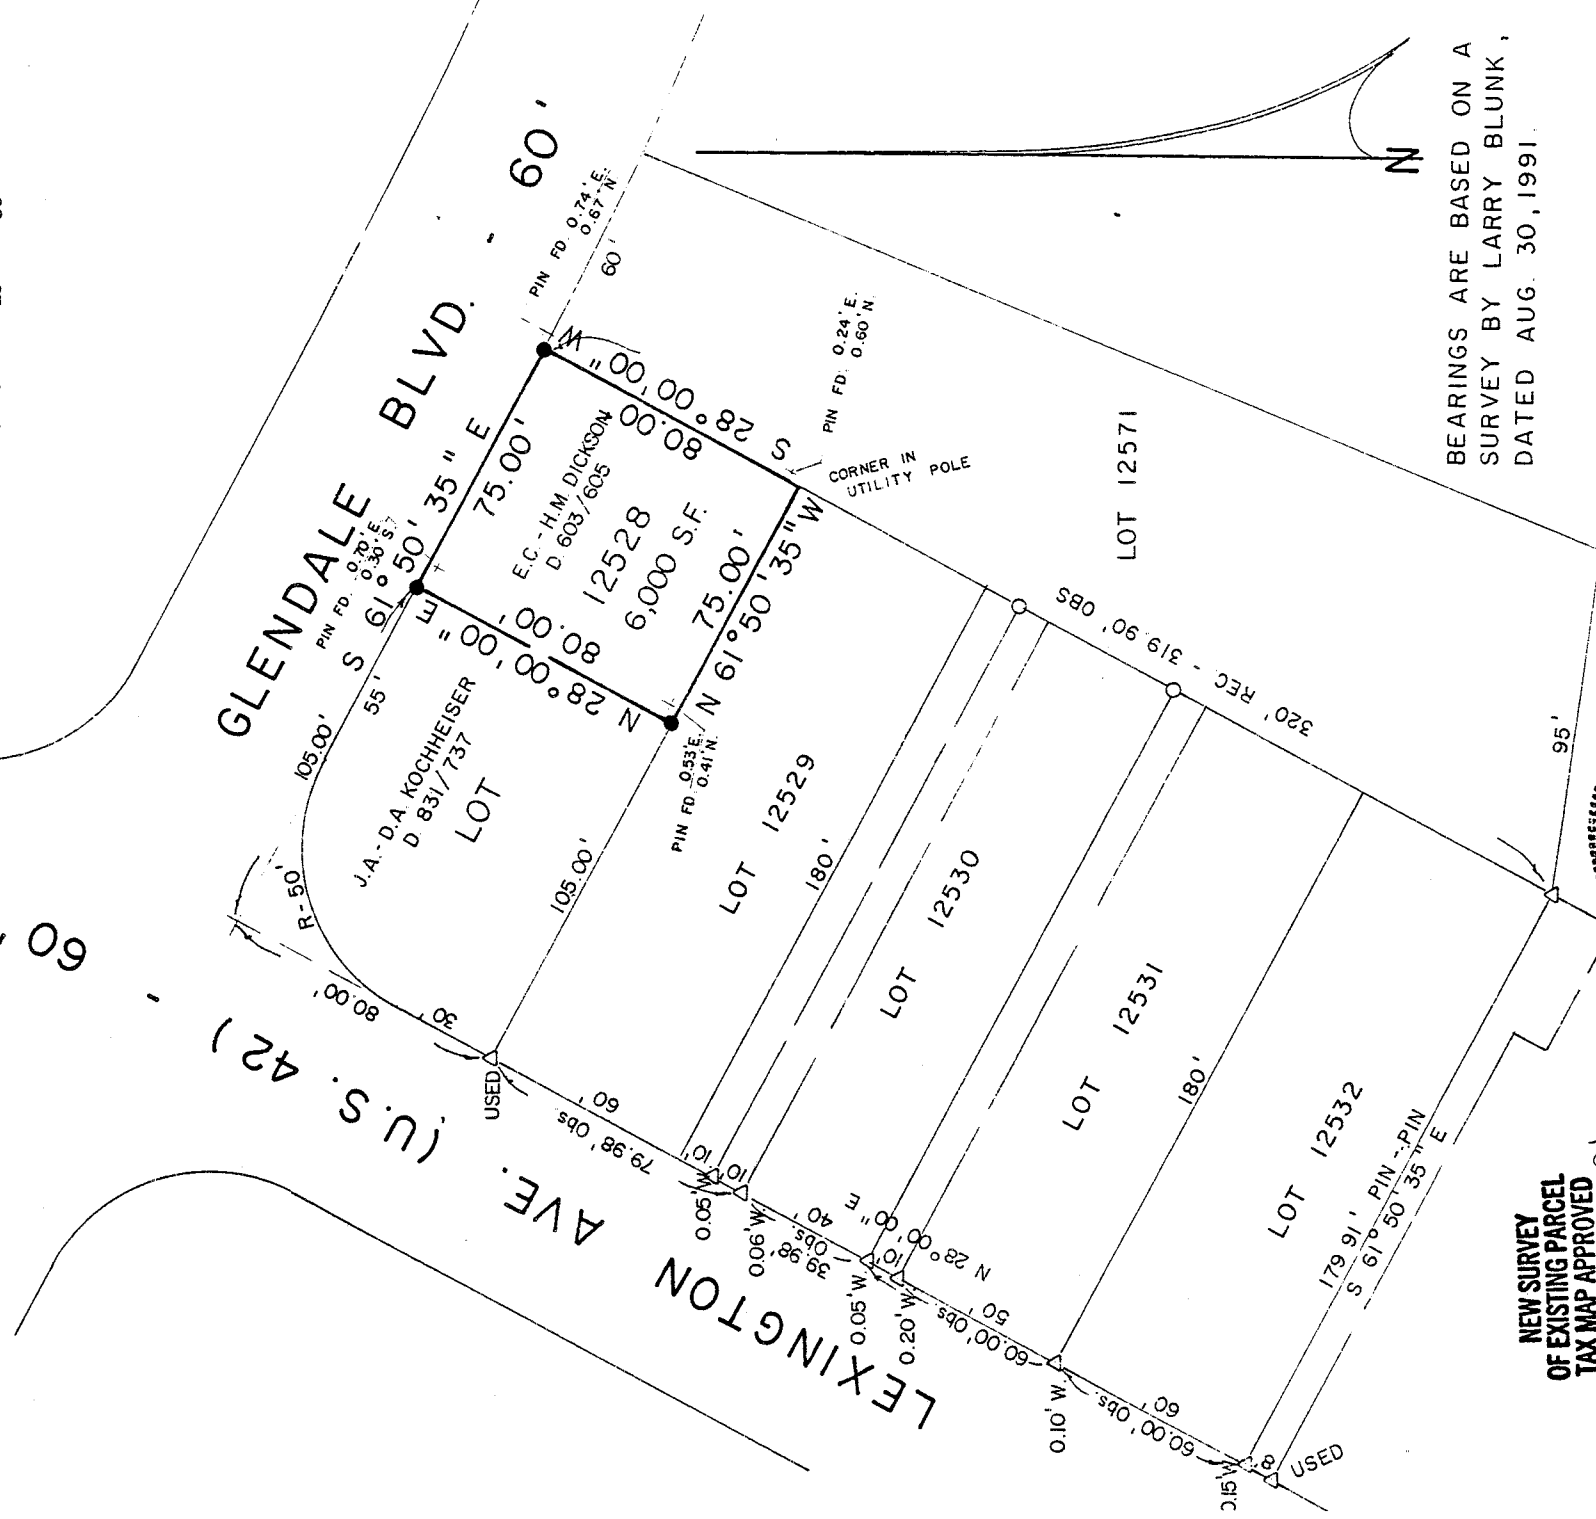 GLENDALE BLVD. - 60'
PIN FD. 0.74' E.
0.67' N.
60'
PIN FD. 0.70' E.
0.30' S.
S 61° 50' 35" E
75.00'
S 28° 00' 00" W
80.00
E.C. - H.M. DICKSON
D. 603/605
12528
6,000 S.F.
80.00'
N 28° 00' 00" E
75.00'
N 61° 50' 35" W
PIN FD. 0.24' E.
0.60' N.
CORNER IN
UTILITY POLE
PIN FD. 0.53' E.
0.41' N.
105.00'
55'
R-50'
J.A. - D.A. KOCHHEISER
D. 831/737
LOT
105.00'
80.00'
30'
60'
USED
LEXINGTON AVE. (U.S. 42) -
LOT 12529
180'
LOT 12530
LOT 12531
180'
LOT 12532
LOT 12571
320' REC - 319.90' OBS
95'
60'
79.98' Obs
10'
10'
0.05' W.
0.06' W.
40'
39.98' Obs.
10'
N 28° 00' 00" E
0.05' W.
0.20' W.
50'
60.00' Obs
0.10' W.
60'
60.00' Obs.
0.15' W.
8'
USED
179.91' PIN - PIN
S 61° 50' 35" E
BEARINGS ARE BASED ON A
SURVEY BY LARRY BLUNK,
DATED AUG. 30, 1991.
N
NEW SURVEY
OF EXISTING PARCEL
TAX MAP APPROVED